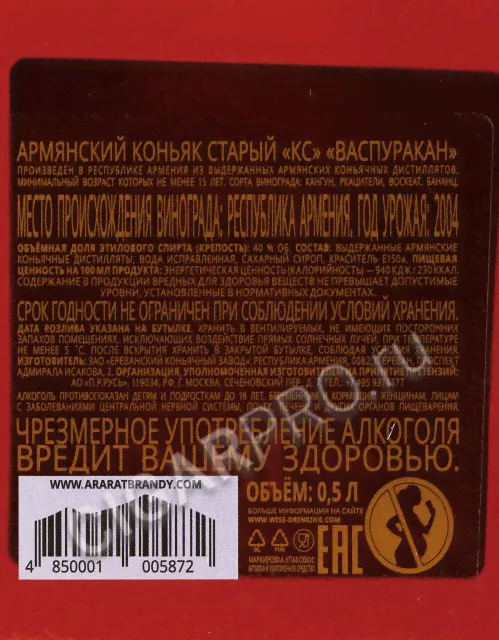 АРМЯНСКИЙ КОНЬЯК СТАРЫЙ «КС» «ВАСПУРАКАН»
ПРОИЗВЕДЁН В РЕСПУБЛИКЕ АРМЕНИЯ ИЗ ВЫДЕРЖАННЫХ АРМЯНСКИХ КОНЬЯЧНЫХ ДИСТИЛЛЯТОВ,
МИНИМАЛЬНЫЙ ВОЗРАСТ КОТОРЫХ НЕ МЕНЕЕ 15 ЛЕТ. СОРТА ВИНОГРАДА: КАНГУН, РКАЦИТЕЛИ, ВОСКЕАТ, БАНАНЦ.
МЕСТО ПРОИСХОЖДЕНИЯ ВИНОГРАДА: РЕСПУБЛИКА АРМЕНИЯ. ГОД УРОЖАЯ: 2004
ОБЪЁМНАЯ ДОЛЯ ЭТИЛОВОГО СПИРТА (КРЕПОСТЬ): 40 % ОБ. СОСТАВ: ВЫДЕРЖАННЫЕ АРМЯНСКИЕ
КОНЬЯЧНЫЕ ДИСТИЛЛЯТЫ, ВОДА ИСПРАВЛЕННАЯ, САХАРНЫЙ СИРОП, КРАСИТЕЛЬ Е150а. ПИЩЕВАЯ
ЦЕННОСТЬ НА 100 МЛ ПРОДУКТА: ЭНЕРГЕТИЧЕСКАЯ ЦЕННОСТЬ (КАЛОРИЙНОСТЬ) — 940 КДЖ / 230 ККАЛ.
СОДЕРЖАНИЕ В ПРОДУКЦИИ ВРЕДНЫХ ДЛЯ ЗДОРОВЬЯ ВЕЩЕСТВ НЕ ПРЕВЫШАЕТ ДОПУСТИМЫЕ
УРОВНИ, УСТАНОВЛЕННЫЕ В НОРМАТИВНЫХ ДОКУМЕНТАХ.
СРОК ГОДНОСТИ НЕ ОГРАНИЧЕН ПРИ СОБЛЮДЕНИИ УСЛОВИЙ ХРАНЕНИЯ.
ДАТА РОЗЛИВА УКАЗАНА НА БУТЫЛКЕ. ХРАНИТЬ В ВЕНТИЛИРУЕМЫХ, НЕ ИМЕЮЩИХ ПОСТОРОННИХ
ЗАПАХОВ ПОМЕЩЕНИЯХ, ИСКЛЮЧАЮЩИХ ВОЗДЕЙСТВИЕ ПРЯМЫХ СОЛНЕЧНЫХ ЛУЧЕЙ, ПРИ ТЕМПЕРАТУРЕ
НЕ МЕНЕЕ 5 °С. ПОСЛЕ ВСКРЫТИЯ ХРАНИТЬ В ЗАКРЫТОЙ БУТЫЛКЕ, СОБЛЮДАЯ УСЛОВИЯ ХРАНЕНИЯ.
ИЗГОТОВИТЕЛЬ: ЗАО «ЕРЕВАНСКИЙ КОНЬЯЧНЫЙ ЗАВОД», РЕСПУБЛИКА АРМЕНИЯ, 0082, Г. ЕРЕВАН, ПРОСПЕКТ
АДМИРАЛА ИСАКОВА, 2. ОРГАНИЗАЦИЯ, УПОЛНОМОЧЕННАЯ ИЗГОТОВИТЕЛЕМ НА ПРИНЯТИЕ ПРЕТЕНЗИЙ:
АО «П.Р.РУСЬ», 119034, РФ, Г. МОСКВА, СЕЧЕНОВСКИЙ ПЕР.
АЛКОГОЛЬ ПРОТИВОПОКАЗАН ДЕТЯМ И ПОДРОСТКАМ ДО 18 ЛЕТ, БЕРЕМЕННЫМ И КОРМЯЩИМ ЖЕНЩИНАМ, ЛИЦАМ
С ЗАБОЛЕВАНИЯМИ ЦЕНТРАЛЬНОЙ НЕРВНОЙ СИСТЕМЫ, ПОЧЕК, ПЕЧЕНИ И ДРУГИХ ОРГАНОВ ПИЩЕВАРЕНИЯ.
ЧРЕЗМЕРНОЕ УПОТРЕБЛЕНИЕ АЛКОГОЛЯ
ВРЕДИТ ВАШЕМУ ЗДОРОВЬЮ.
WWW.ARARATBRANDY.COM
4 850001 005872
ОБЪЁМ: 0,5 Л
БОЛЬШЕ ИНФОРМАЦИИ НА САЙТЕ
WWW.WISE-DRINKING.COM
МАРКИРОВКА УПАКОВКИ:
EAC
CIGARPRO.ru